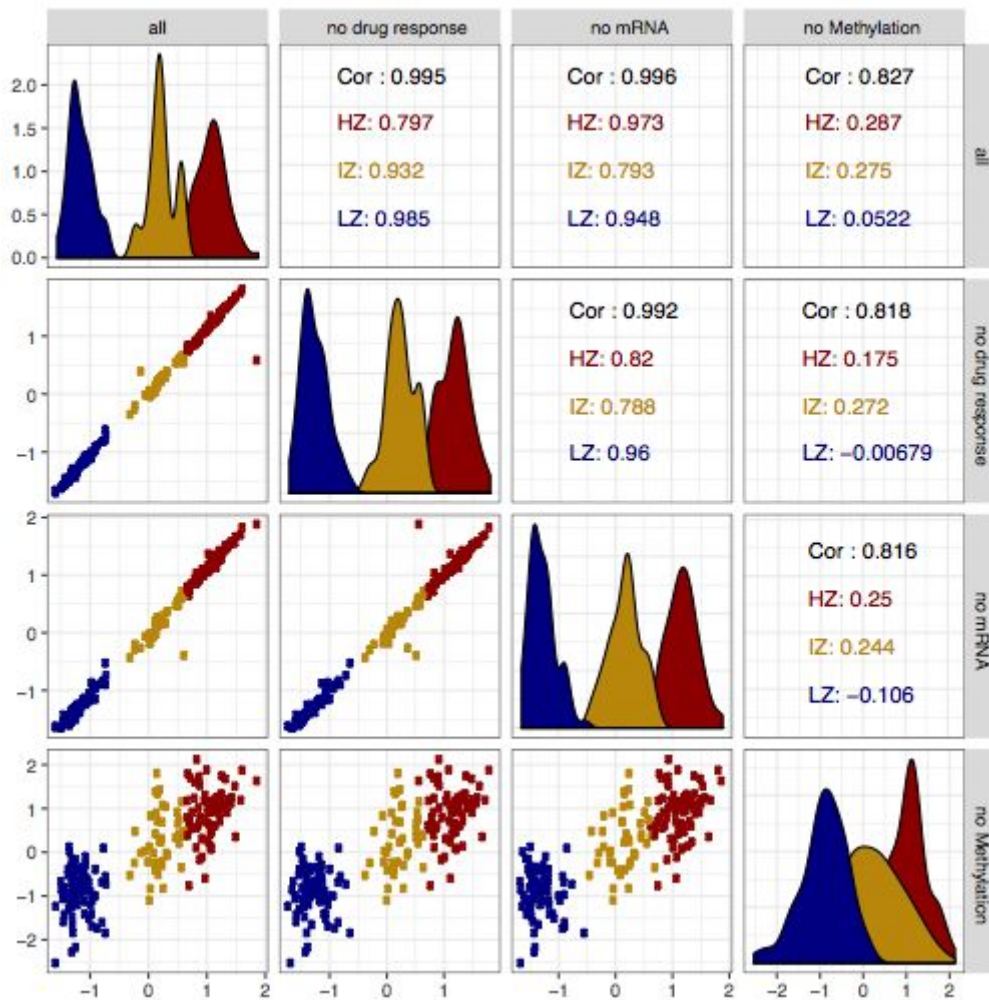 all no drug response no mRNA no Methylation
2.0
1.5
1.0
0.5
0.0
Cor : 0.995
HZ: 0.797
IZ: 0.932
LZ: 0.985
Cor : 0.996
HZ: 0.973
IZ: 0.793
LZ: 0.948
Cor : 0.827
HZ: 0.287
IZ: 0.275
LZ: 0.0522
all
1
0
−1
Cor : 0.992
HZ: 0.82
IZ: 0.788
LZ: 0.96
Cor : 0.818
HZ: 0.175
IZ: 0.272
LZ: −0.00679
no drug response
2
1
0
−1
Cor : 0.816
HZ: 0.25
IZ: 0.244
LZ: −0.106
no mRNA
2
1
0
−1
−2
no Methylation
−1 0 1 2 −1 0 1 −1 0 1 2 −2 −1 0 1 2